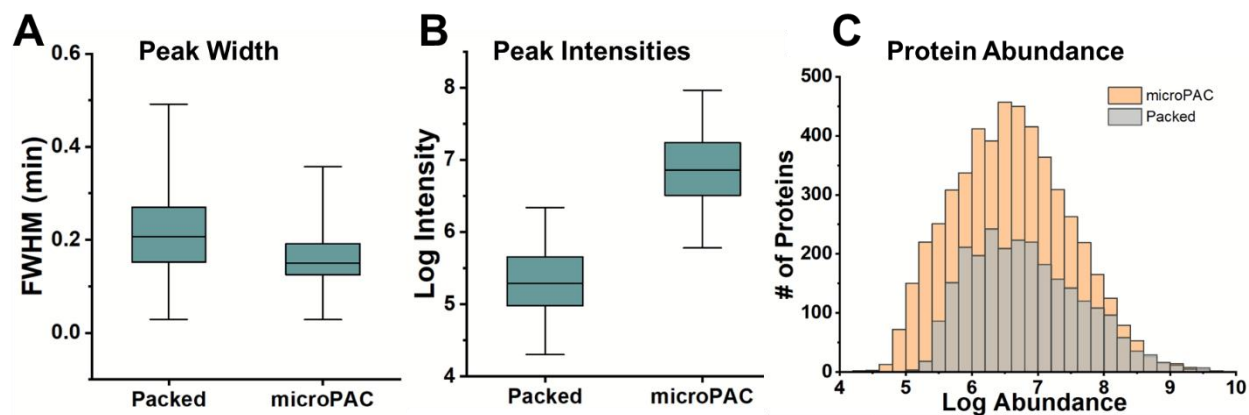 A
Peak Width
FWHM (min)
0.6
0.4
0.2
0.0
Packed
microPAC
B
Peak Intensities
Log Intensity
8
7
6
5
4
Packed
microPAC
C
Protein Abundance
# of Proteins
500
400
300
200
100
0
microPAC
Packed
4
5
6
7
8
9
10
Log Abundance